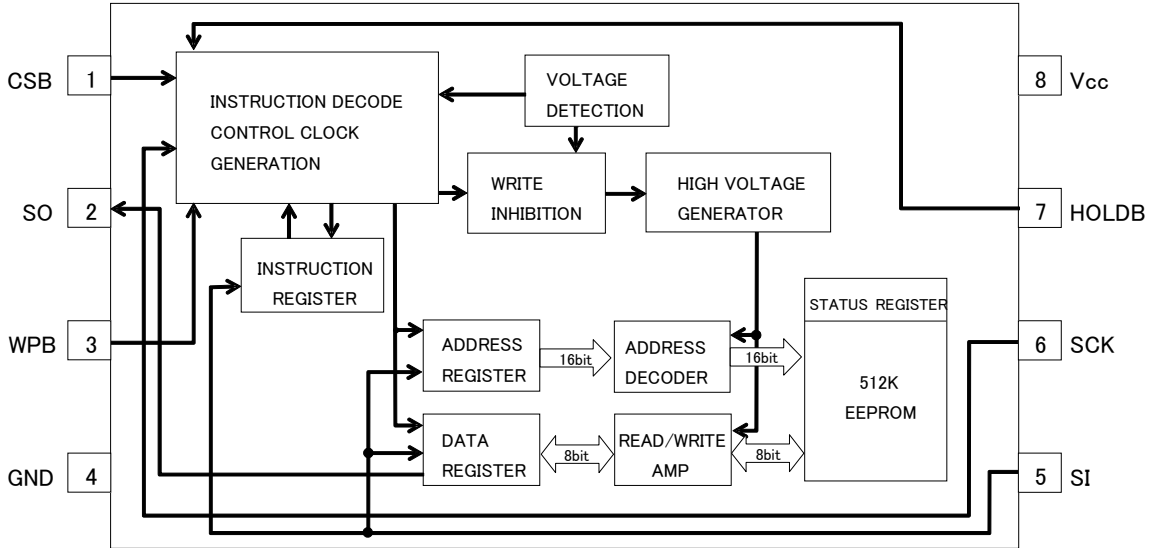 CSB 1
INSTRUCTION DECODE
CONTROL CLOCK
GENERATION
VOLTAGE
DETECTION
8 Vcc
WRITE
INHIBITION
HIGH VOLTAGE
GENERATOR
SO 2
7 HOLDB
INSTRUCTION
REGISTER
STATUS REGISTER
WPB 3
ADDRESS
REGISTER
16bit
ADDRESS
DECODER
16bit
6 SCK
512K
EEPROM
DATA
REGISTER
8bit
READ/WRITE
AMP
8bit
GND 4
5 SI